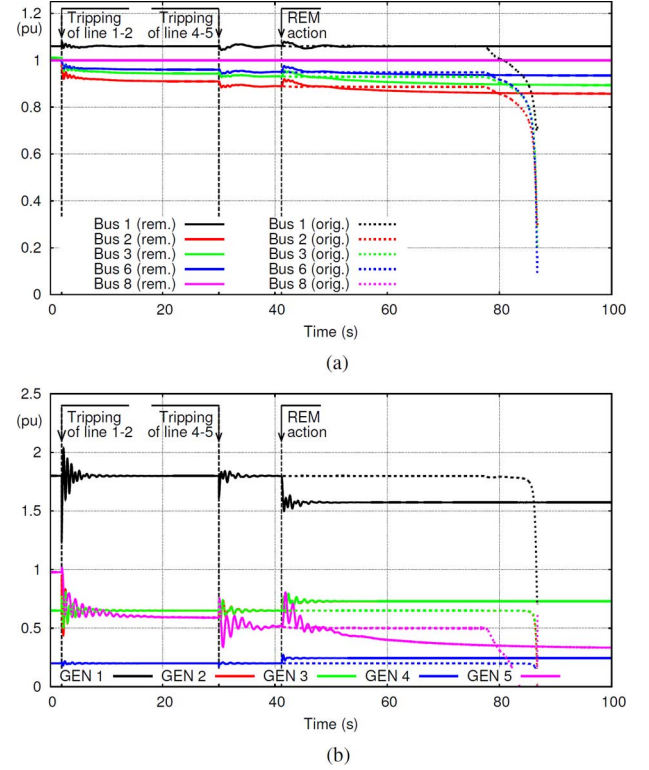 1.2
(pu)
1
0.8
0.6
0.4
0.2
0
Tripping
of line 1-2
Tripping
of line 4-5
REM
action
Bus 1 (rem.)
Bus 2 (rem.)
Bus 3 (rem.)
Bus 6 (rem.)
Bus 8 (rem.)
Bus 1 (orig.)
Bus 2 (orig.)
Bus 3 (orig.)
Bus 6 (orig.)
Bus 8 (orig.)
0 20 40 60 80 100
Time (s)
(a)
2.5
(pu)
2
1.5
1
0.5
0
Tripping
of line 1-2
Tripping
of line 4-5
REM
action
GEN 1 GEN 2 GEN 3 GEN 4 GEN 5
0 20 40 60 80 100
Time (s)
(b)